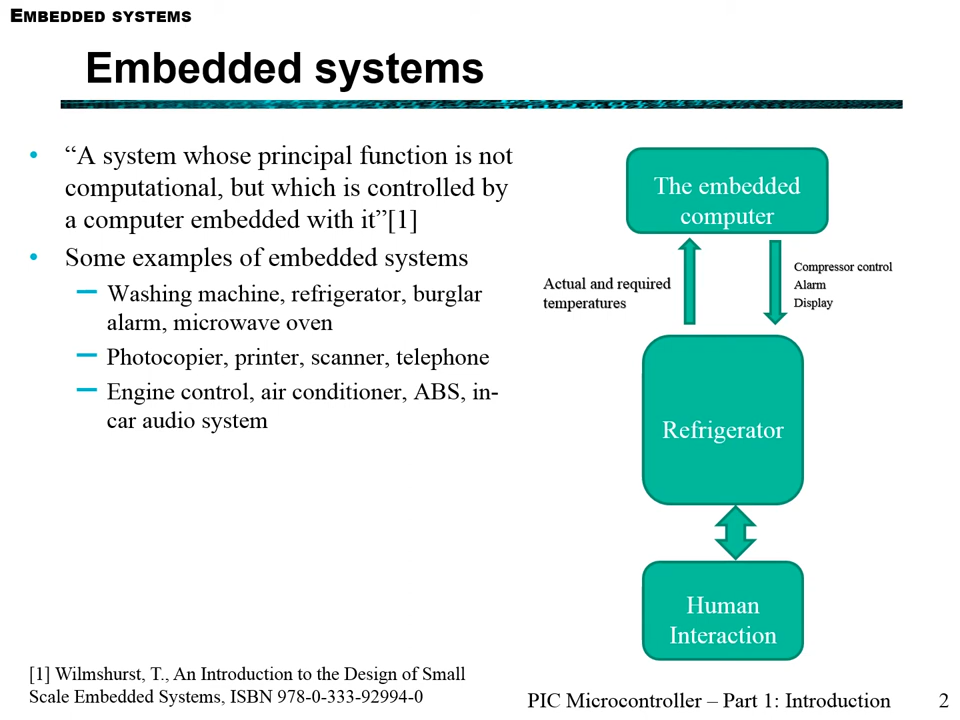 EMBEDDED SYSTEMS
Embedded systems
• “A system whose principal function is not
computational, but which is controlled by
a computer embedded with it”[1]
• Some examples of embedded systems
– Washing machine, refrigerator, burglar
alarm, microwave oven
– Photocopier, printer, scanner, telephone
– Engine control, air conditioner, ABS, in-
car audio system
The embedded
computer
Actual and required
temperatures
Compressor control
Alarm
Display
Refrigerator
Human
Interaction
[1] Wilmshurst, T., An Introduction to the Design of Small
Scale Embedded Systems, ISBN 978-0-333-92994-0
PIC Microcontroller – Part 1: Introduction 2